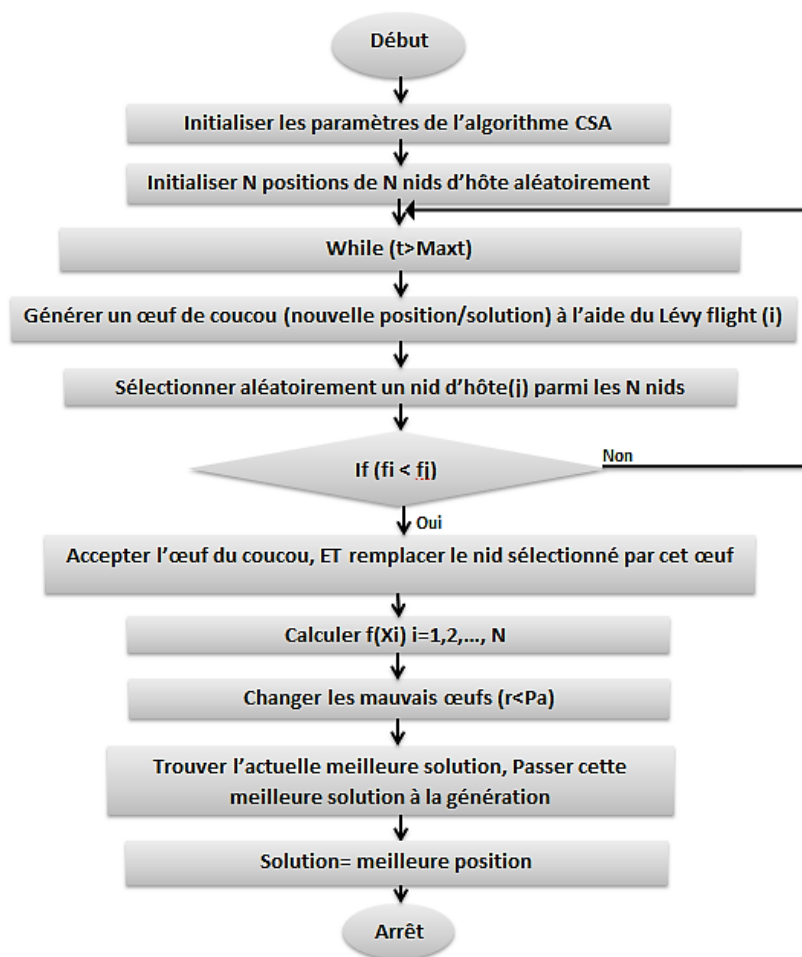 Début
Initialiser les paramètres de l'algorithme CSA
Initialiser N positions de N nids d'hôte aléatoirement
While (t>Maxt)
Générer un œuf de coucou (nouvelle position/solution) à l'aide du Lévy flight (i)
Sélectionner aléatoirement un nid d'hôte(j) parmi les N nids
If (fi < fj)
Non
Oui
Accepter l'œuf du coucou, ET remplacer le nid sélectionné par cet œuf
Calculer f(Xi) i=1,2,..., N
Changer les mauvais œufs (r<Pa)
Trouver l'actuelle meilleure solution, Passer cette
meilleure solution à la génération
Solution= meilleure position
Arrêt